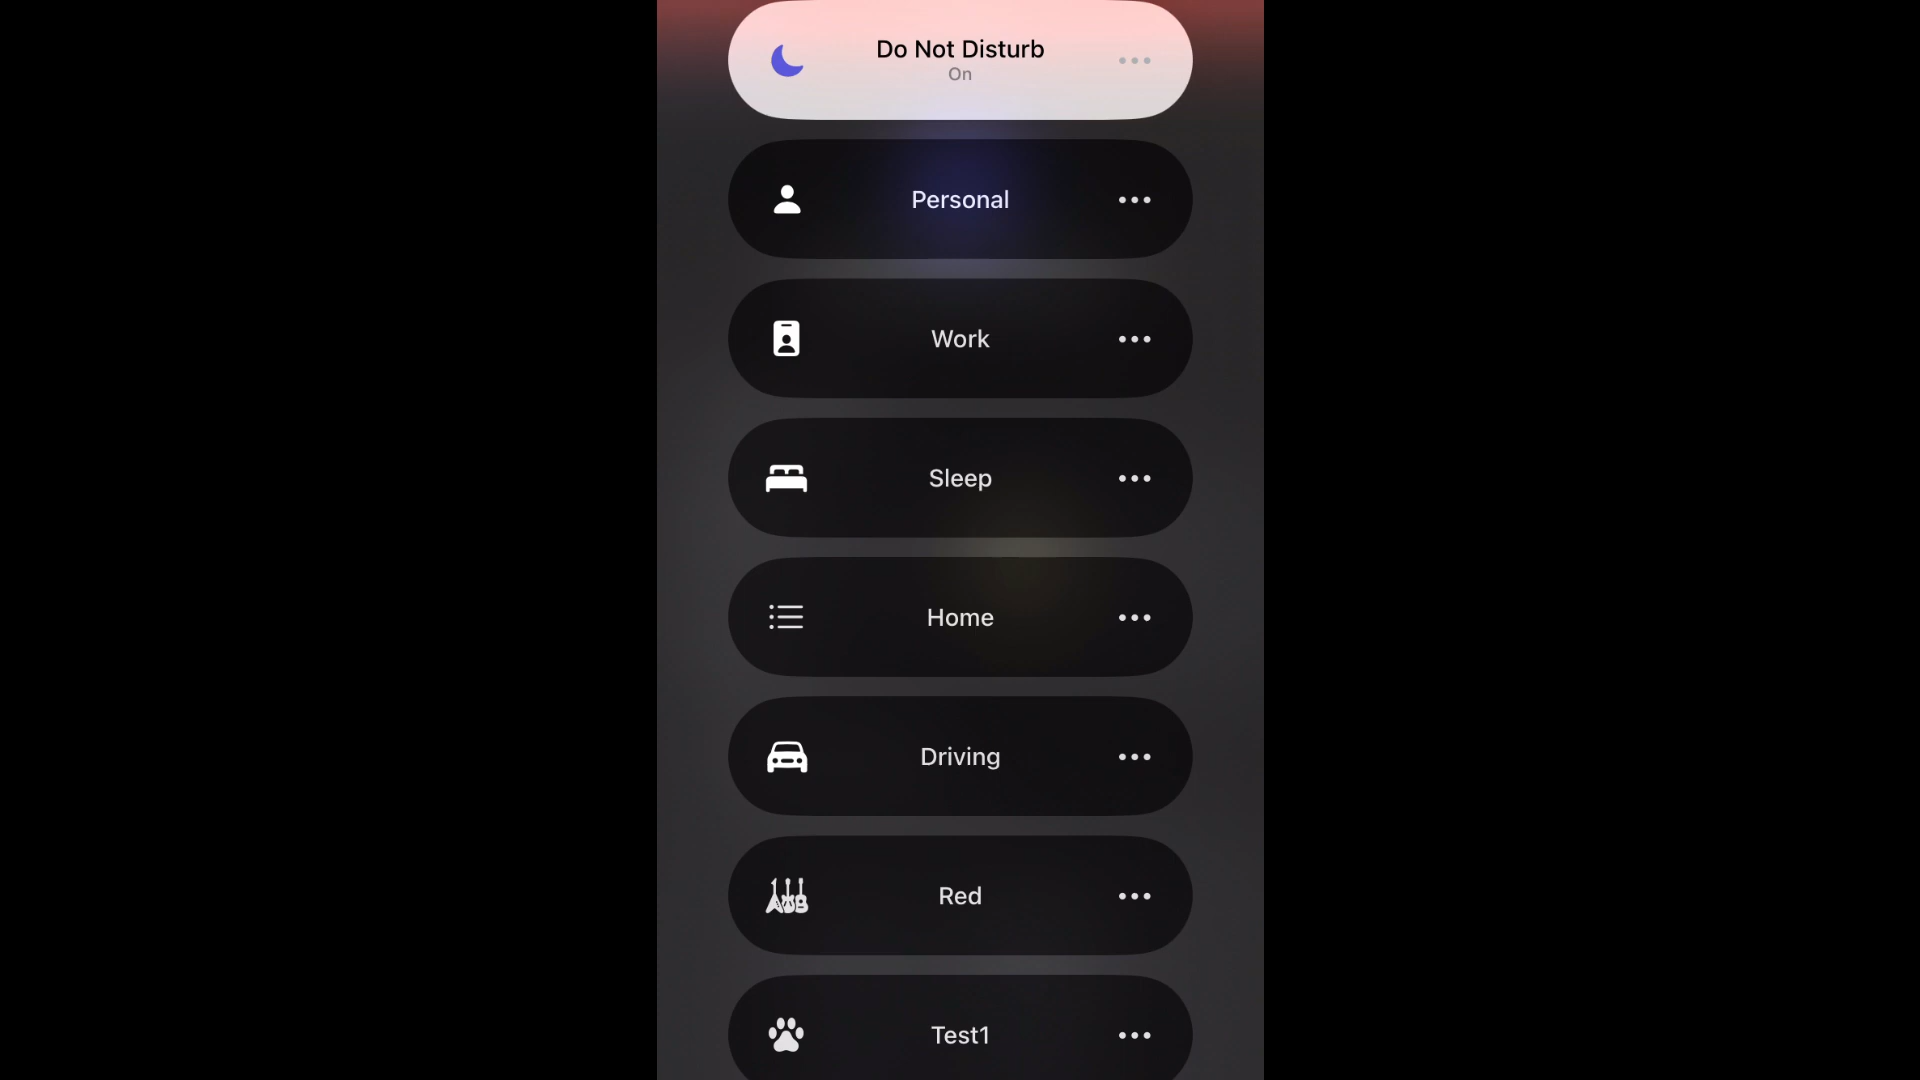 Do Not Disturb
On
Personal
Work
Sleep
Home
Driving
Red
Test1